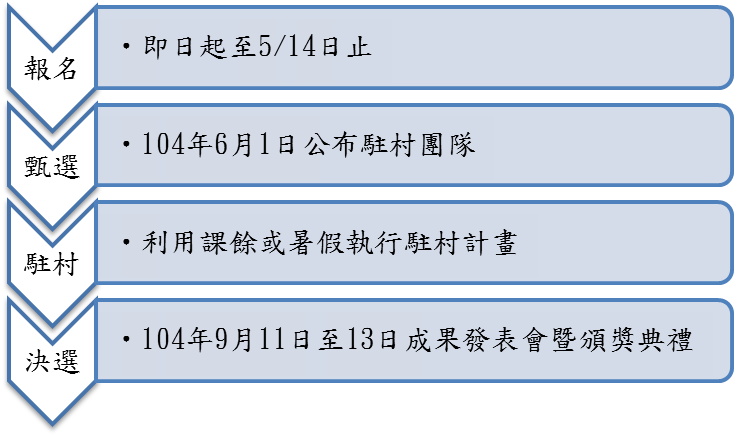 報名
・即日起至5/14日止
甄選
・104年6月1日公布駐村團隊
駐村
・利用課餘或暑假執行駐村計畫
決選
・104年9月11日至13日成果發表會暨頒獎典禮